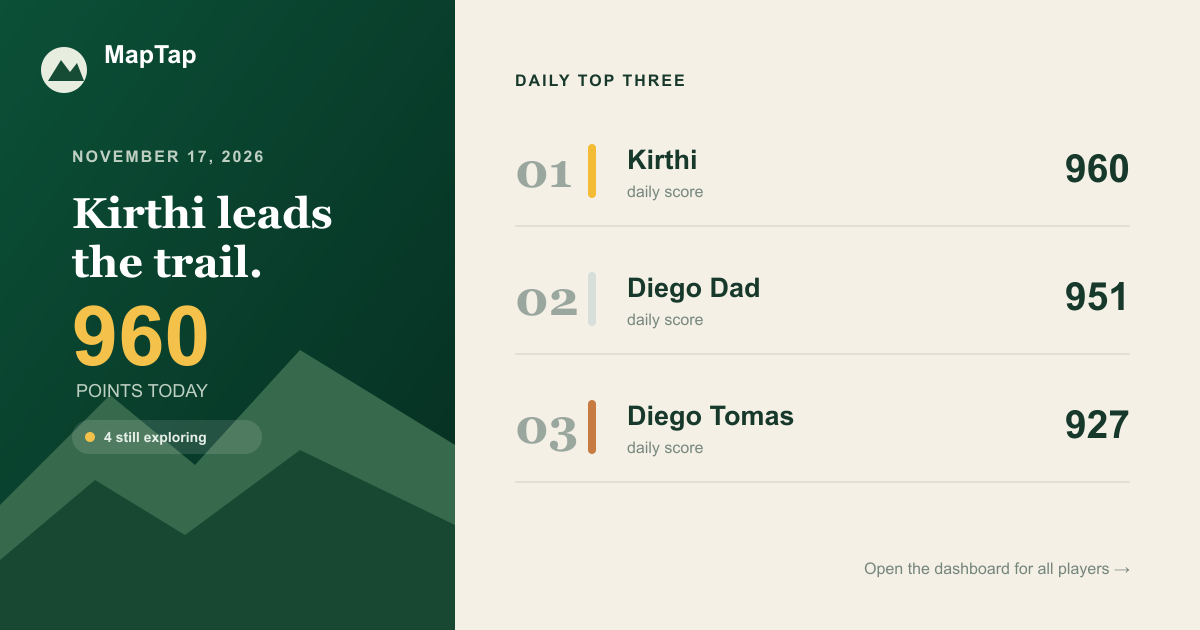 MapTap
NOVEMBER 17, 2026
Kirthi leads
the trail.
960
POINTS TODAY
4 still exploring
DAILY TOP THREE
01
Kirthi
daily score
960
02
Diego Dad
daily score
951
03
Diego Tomas
daily score
927
Open the dashboard for all players →